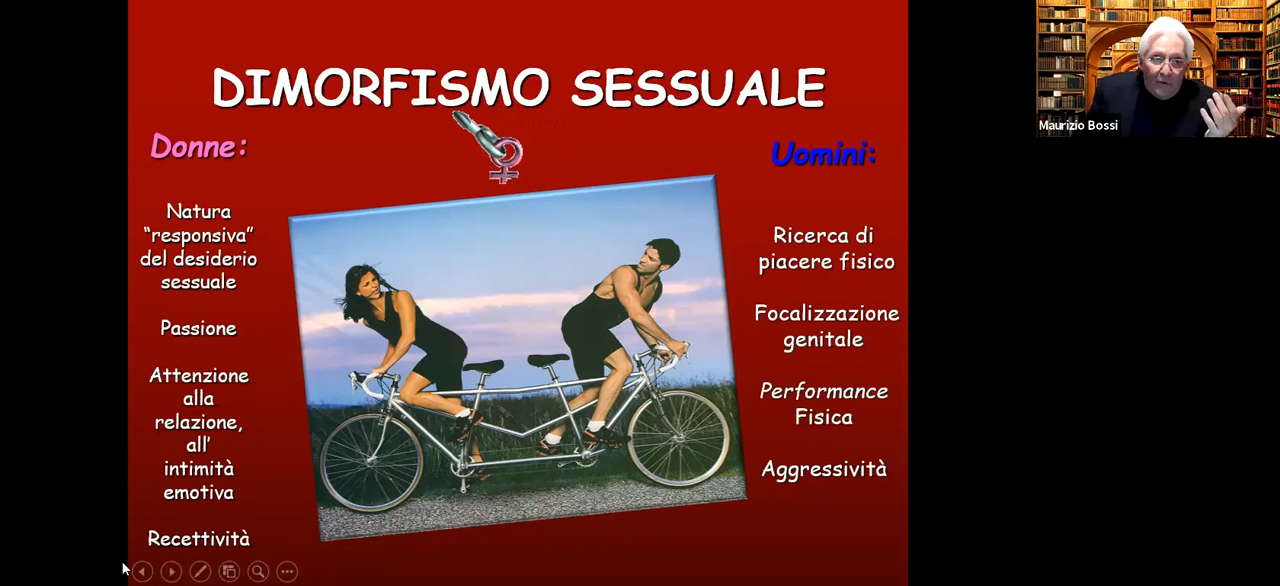 DIMORFISMO SESSUALE
Donne:
Natura
“responsiva”
del desiderio
sessuale
Passione
Attenzione
alla
relazione,
all’
intimità
emotiva
Recettività
Uomini:
Ricerca di
piacere fisico
Focalizzazione
genitale
Performance
Fisica
Aggressività
Maurizio Bossi